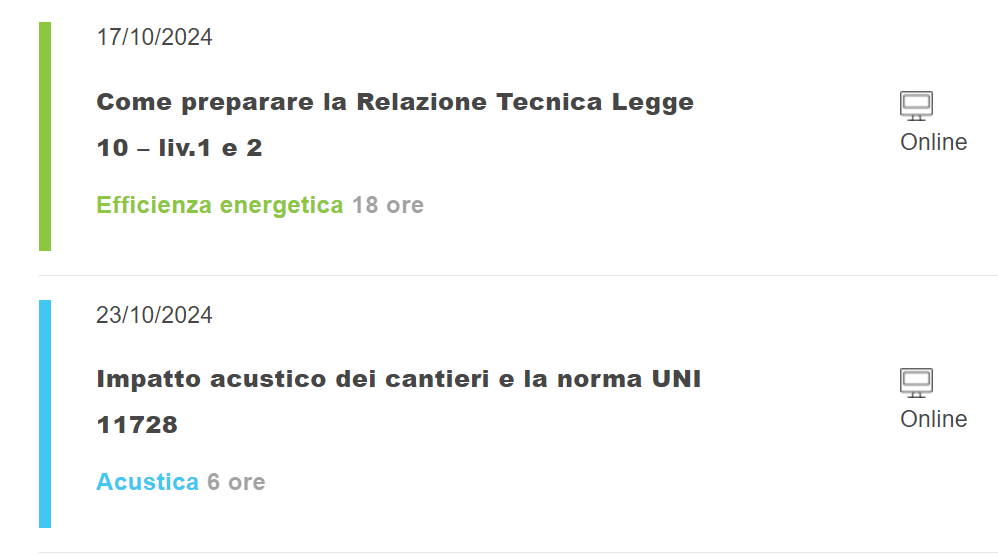 17/10/2024
Come preparare la Relazione Tecnica Legge
10 – liv.1 e 2
Online
Efficienza energetica 18 ore
23/10/2024
Impatto acustico dei cantieri e la norma UNI
11728
Online
Acustica 6 ore